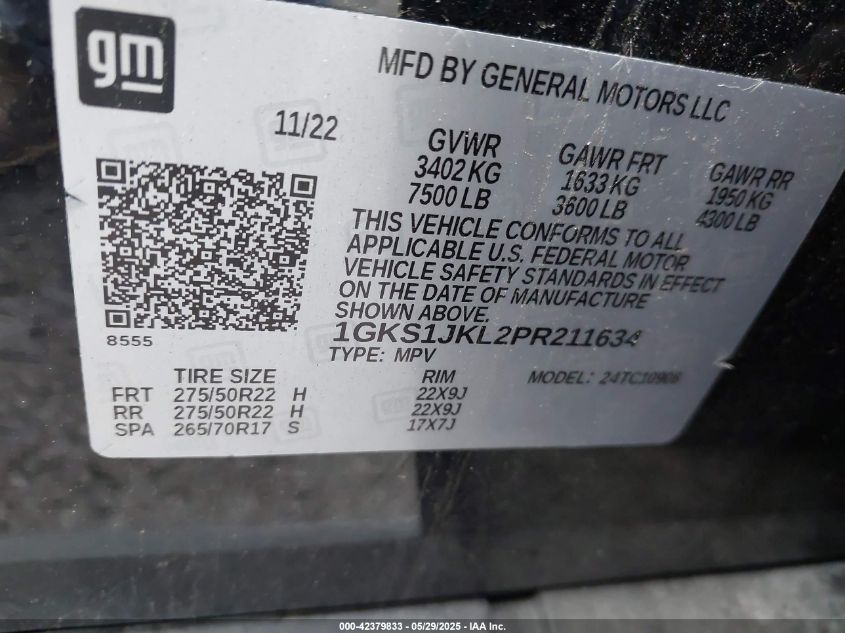 gm
MFD BY GENERAL MOTORS LLC
11/22
GVWR
3402 KG
7500 LB
GAWR FRT
1633 KG
3600 LB
GAWR RR
1950 KG
4300 LB
THIS VEHICLE CONFORMS TO ALL
APPLICABLE U.S. FEDERAL MOTOR
VEHICLE SAFETY STANDARDS IN EFFECT
ON THE DATE OF MANUFACTURE
SHOWN ABOVE.
1GKS1JKL2PR211634
TYPE: MPV
8555
TIRE SIZE RIM MODEL: 24TC10906
FRT 275/50R22 H 22X9J
RR 275/50R22 H 22X9J
SPA 265/70R17 S 17X7J
000-42379833 - 05/29/2025 - IAA Inc.